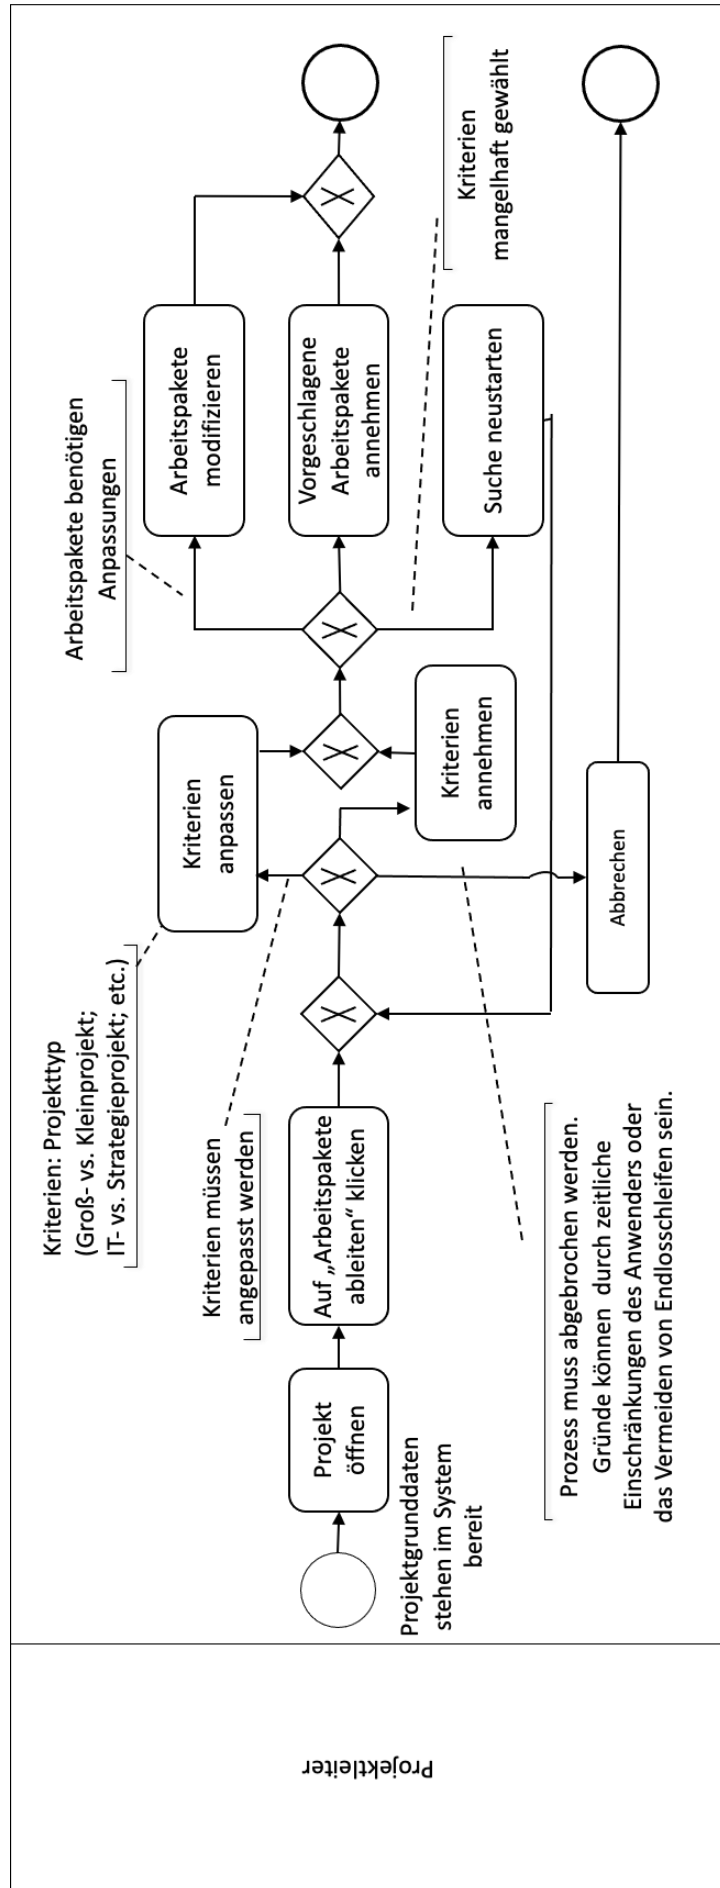 Projektleiter
Projektgrunddaten
stehen im System
bereit
Projekt
öffnen
Auf „Arbeitspakete
ableiten“ klicken
Kriterien müssen
angepasst werden
Kriterien: Projekttyp
(Groß- vs. Kleinprojekt;
IT- vs. Strategieprojekt; etc.)
Prozess muss abgebrochen werden.
Gründe können durch zeitliche
Einschränkungen des Anwenders oder
das Vermeiden von Endlosschleifen sein.
X
X
Kriterien
anpassen
Kriterien
annehmen
Abbrechen
X
X
Arbeitspakete benötigen
Anpassungen
Arbeitspakete
modifizieren
Vorgeschlagene
Arbeitspakete
annehmen
Suche neustarten
Kriterien
mangelhaft gewählt
X